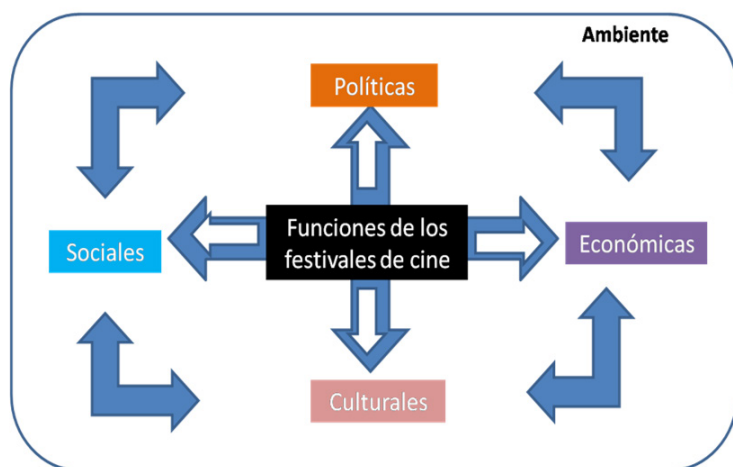 Ambiente
Políticas
Funciones de los
festivales de cine
Sociales
Económicas
Culturales